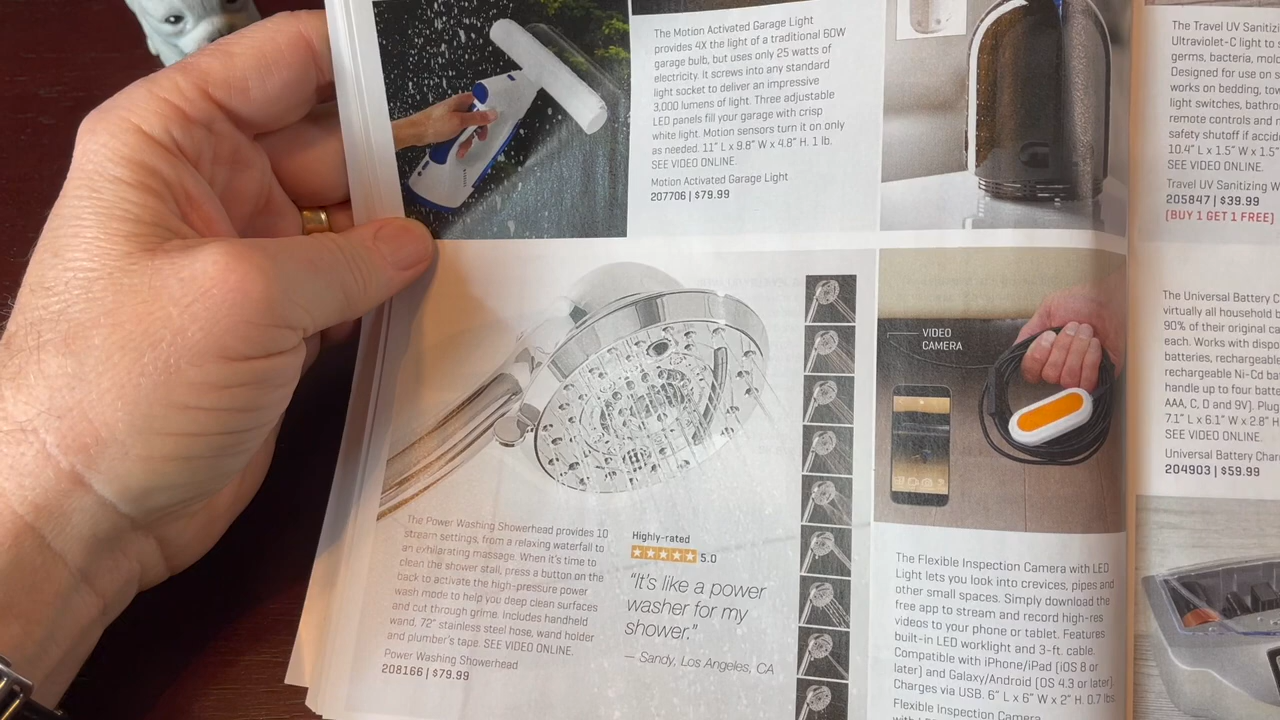 The Motion Activated Garage Light
provides 4X the light of a traditional 60W
garage bulb, but uses only 25 watts of
electricity. It screws into any standard
light socket to deliver an impressive
3,000 lumens of light. Three adjustable
LED panels fill your garage with crisp
white light. Motion sensors turn it on only
as needed. 11" L x 9.8" W x 4.8" H. 1 lb.
SEE VIDEO ONLINE.
Motion Activated Garage Light
207706 | $79.99
The Travel UV
Ultraviolet-C light to
germs, bacteria,
Designed for use on
works on bedding,
light switches,
remote controls and
safety shutoff if
10.4" L x 1.5" W x 1.5"
SEE VIDEO ONLINE.
Travel UV Sanitizing
205847 | $39.99
[BUY 1 GET 1 FREE]
The Power Washing Showerhead provides 10
stream settings, from a relaxing waterfall to
an exhilarating massage. When it's time to
clean the shower stall, press a button on the
back to activate the high-pressure power
wash mode to help you deep clean surfaces
and cut through grime. Includes handheld
wand, 72" stainless steel hose, wand holder
and plumber's tape. SEE VIDEO ONLINE.
Power Washing Showerhead
208166 | $79.99
Highly-rated
5.0
"It's like a power
washer for my
shower."
— Sandy, Los Angeles, CA
VIDEO
CAMERA
The Flexible Inspection Camera with LED
Light lets you look into crevices, pipes and
other small spaces. Simply download the
free app to stream and record high-res
videos to your phone or tablet. Features
built-in LED worklight and 3-ft. cable.
Compatible with iPhone/iPad [iOS 8 or
later] and Galaxy/Android [OS 4.3 or later].
Charges via USB. 6" L x 6" W x 2" H. 0.7 lbs
Flexible Inspection Camera
The Universal Battery
virtually all household
90% of their original
each. Works with
batteries, rechargeable
rechargeable Ni-Cd
handle up to four
AAA, C, D and 9V]. Plug
7.1" L x 6.1" W x 2.8" H
SEE VIDEO ONLINE.
Universal Battery
204903 | $59.99